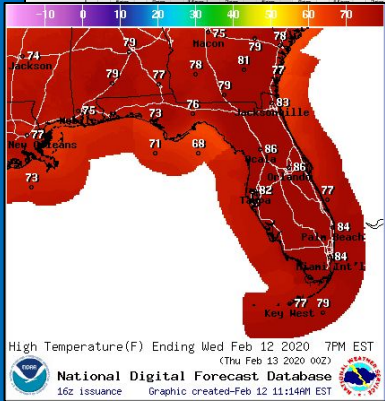 -10 0 10 20 30 40 50 60 70
75 78
79 Macon 79
74
Jackson 78 81 77
79 77
79
83
75 73 76 Jacksonville
Mobile
77
New Orleans 71 68 86
Ocala
86
73 Orlando
82
Tampa 77
84
Palm Beach
84
Miami Int'l
77 79
Key West
High Temperature(F) Ending Wed Feb 12 2020 7PM EST
(Thu Feb 13 2020 00Z)
National Digital Forecast Database
16z issuance Graphic created-Feb 12 11:14AM EST
NOAA